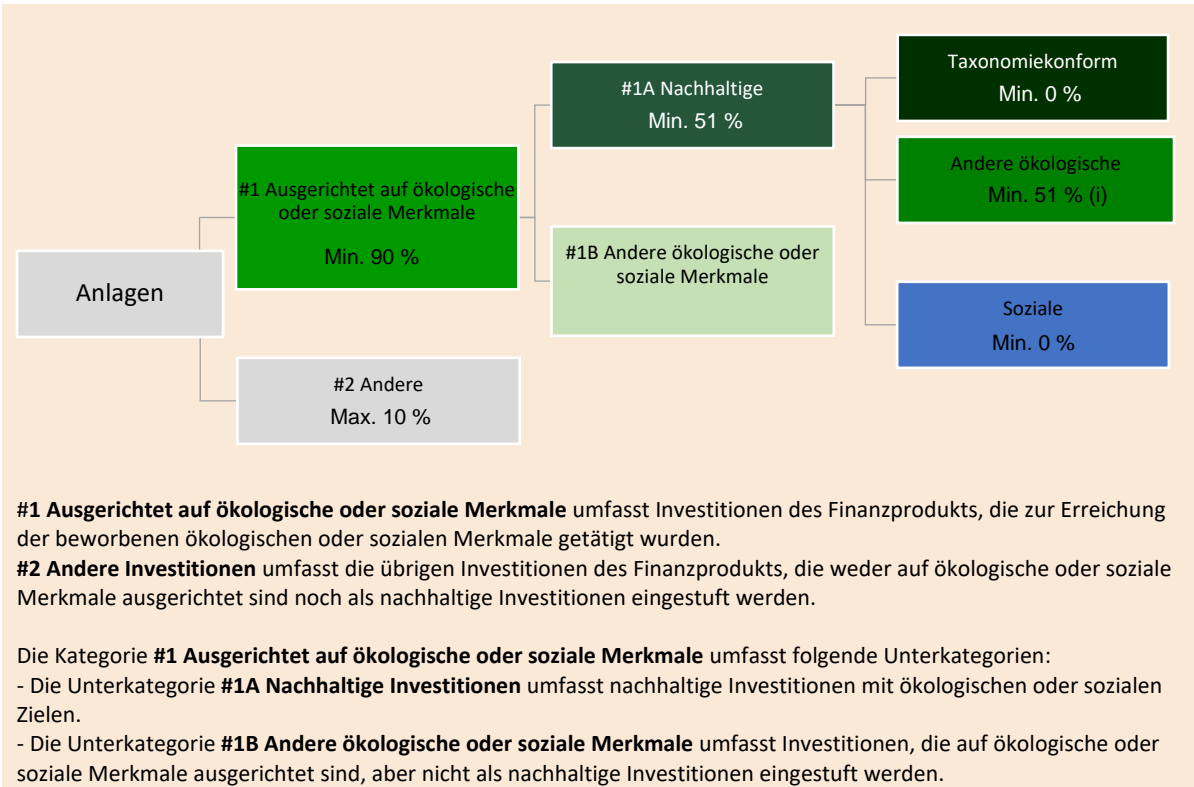 Anlagen
#1 Ausgerichtet auf ökologische
oder soziale Merkmale
Min. 90 %
#2 Andere
Max. 10 %
#1A Nachhaltige
Min. 51 %
#1B Andere ökologische oder
soziale Merkmale
Taxonomiekonform
Min. 0 %
Andere ökologische
Min. 51 % (i)
Soziale
Min. 0 %
#1 Ausgerichtet auf ökologische oder soziale Merkmale umfasst Investitionen des Finanzprodukts, die zur Erreichung
der beworbenen ökologischen oder sozialen Merkmale getätigt wurden.
#2 Andere Investitionen umfasst die übrigen Investitionen des Finanzprodukts, die weder auf ökologische oder soziale
Merkmale ausgerichtet sind noch als nachhaltige Investitionen eingestuft werden.
Die Kategorie #1 Ausgerichtet auf ökologische oder soziale Merkmale umfasst folgende Unterkategorien:
- Die Unterkategorie #1A Nachhaltige Investitionen umfasst nachhaltige Investitionen mit ökologischen oder sozialen
Zielen.
- Die Unterkategorie #1B Andere ökologische oder soziale Merkmale umfasst Investitionen, die auf ökologische oder
soziale Merkmale ausgerichtet sind, aber nicht als nachhaltige Investitionen eingestuft werden.